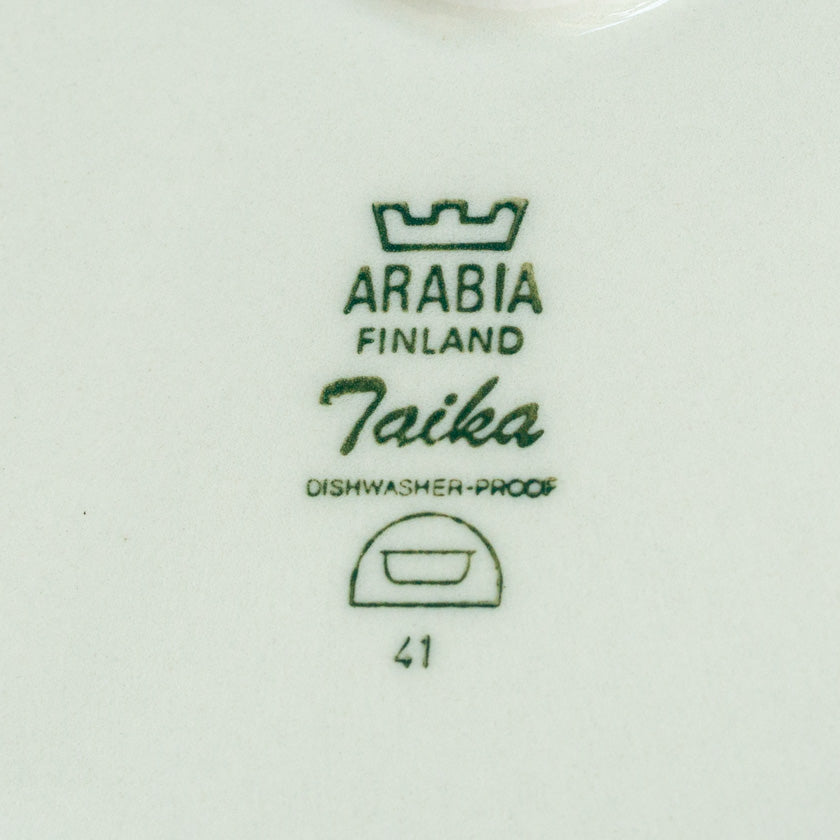 ARABIA
FINLAND
Taika
DISHWASHER-PROOF
41